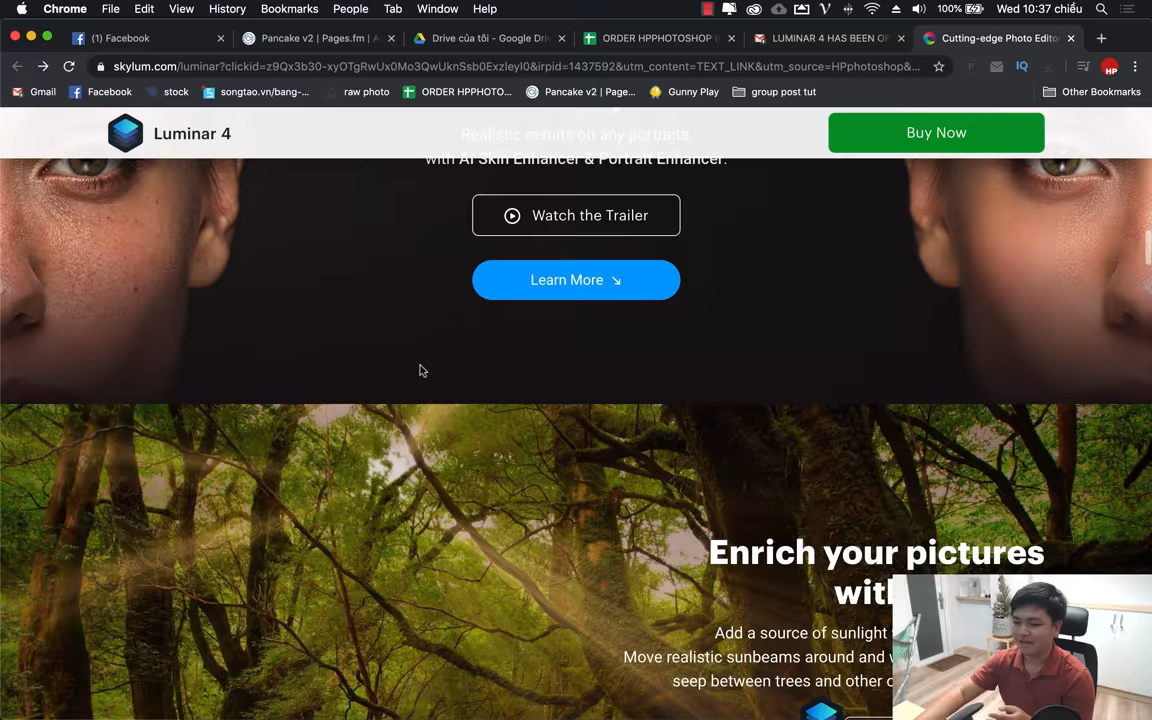 Chrome File Edit View History Bookmarks People Tab Window Help 100% Wed 10:37 chiều
(1) Facebook Pancake v2 | Pages.fm | Drive của tôi - Google Dri ORDER HPPHOTOSHOP LUMINAR 4 HAS BEEN OF Cutting-edge Photo Edito
skylum.com/luminar?clickid=z9Qx3b30-xyOTgRwUx0Mo3QwUknSsb0ExzleyI0&irpid=1437592&utm_content=TEXT_LINK&utm_source=HPphotoshop&... IQ HP
Gmail Facebook stock songtao.vn/bang-... raw photo ORDER HPPHOTO... Pancake v2 | Page... Gunny Play group post tut Other Bookmarks
Luminar 4 Buy Now
Realistic results on any portraits
with AI Skin Enhancer & Portrait Enhancer.
Watch the Trailer
Learn More ↘
Enrich your pictures
with
Add a source of sunlight
Move realistic sunbeams around and
seep between trees and other